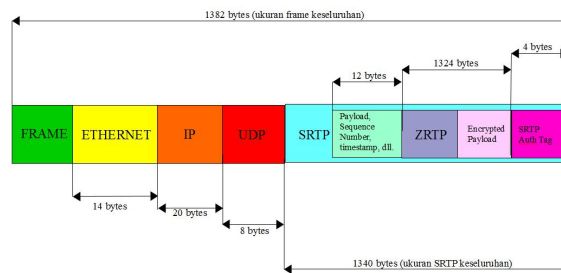 1382 bytes (ukuran frame keseluruhan)
4 bytes
1324 bytes
12 bytes
FRAME
ETHERNET
IP
UDP
SRTP
Payload,
Sequence
Number,
timestamp, dll.
ZRTP
Encrypted
Payload
SRTP
Auth Tag
14 bytes
20 bytes
8 bytes
1340 bytes (ukuran SRTP keseluruhan)